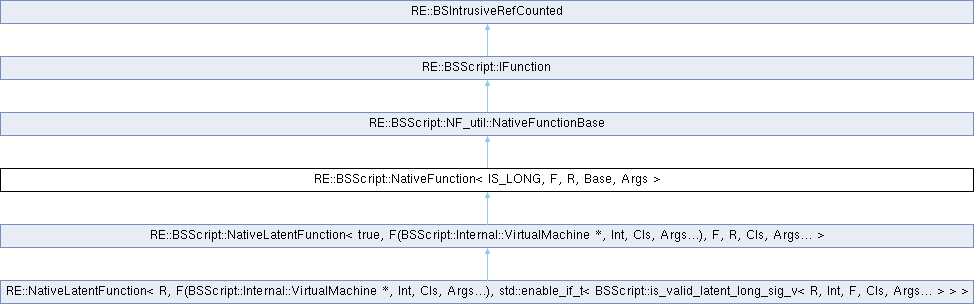 RE::BSIntrusiveRefCounted
RE::BSScript::IFunction
RE::BSScript::NF_util::NativeFunctionBase
RE::BSScript::NativeFunction< IS_LONG, F, R, Base, Args >
RE::BSScript::NativeLatentFunction< true, F(BSScript::Internal::VirtualMachine *, Int, Cls, Args...), F, R, Cls, Args... >
RE::NativeLatentFunction< R, F(BSScript::Internal::VirtualMachine *, Int, Cls, Args...), std::enable_if_t< BSScript::is_valid_latent_long_sig_v< R, Int, F, Cls, Args... > > >